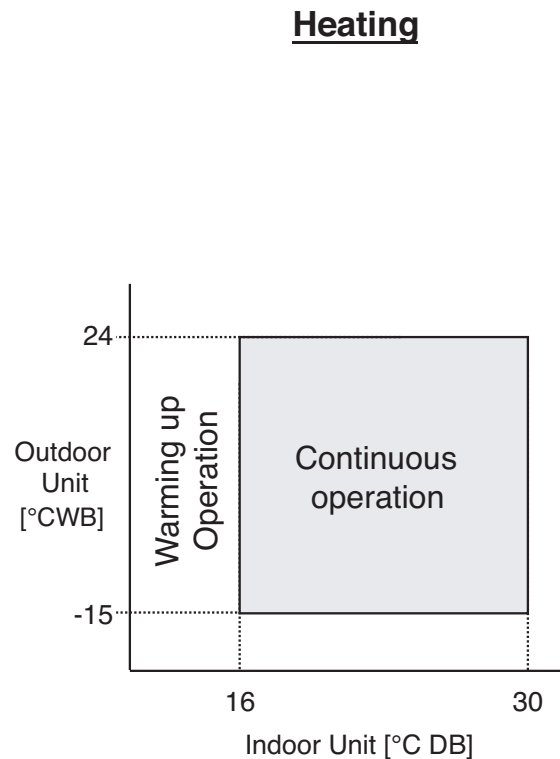 Heating
24
Outdoor
Unit
[°CWB]
Warming up
Operation
Continuous
operation
-15
16
30
Indoor Unit [°C DB]